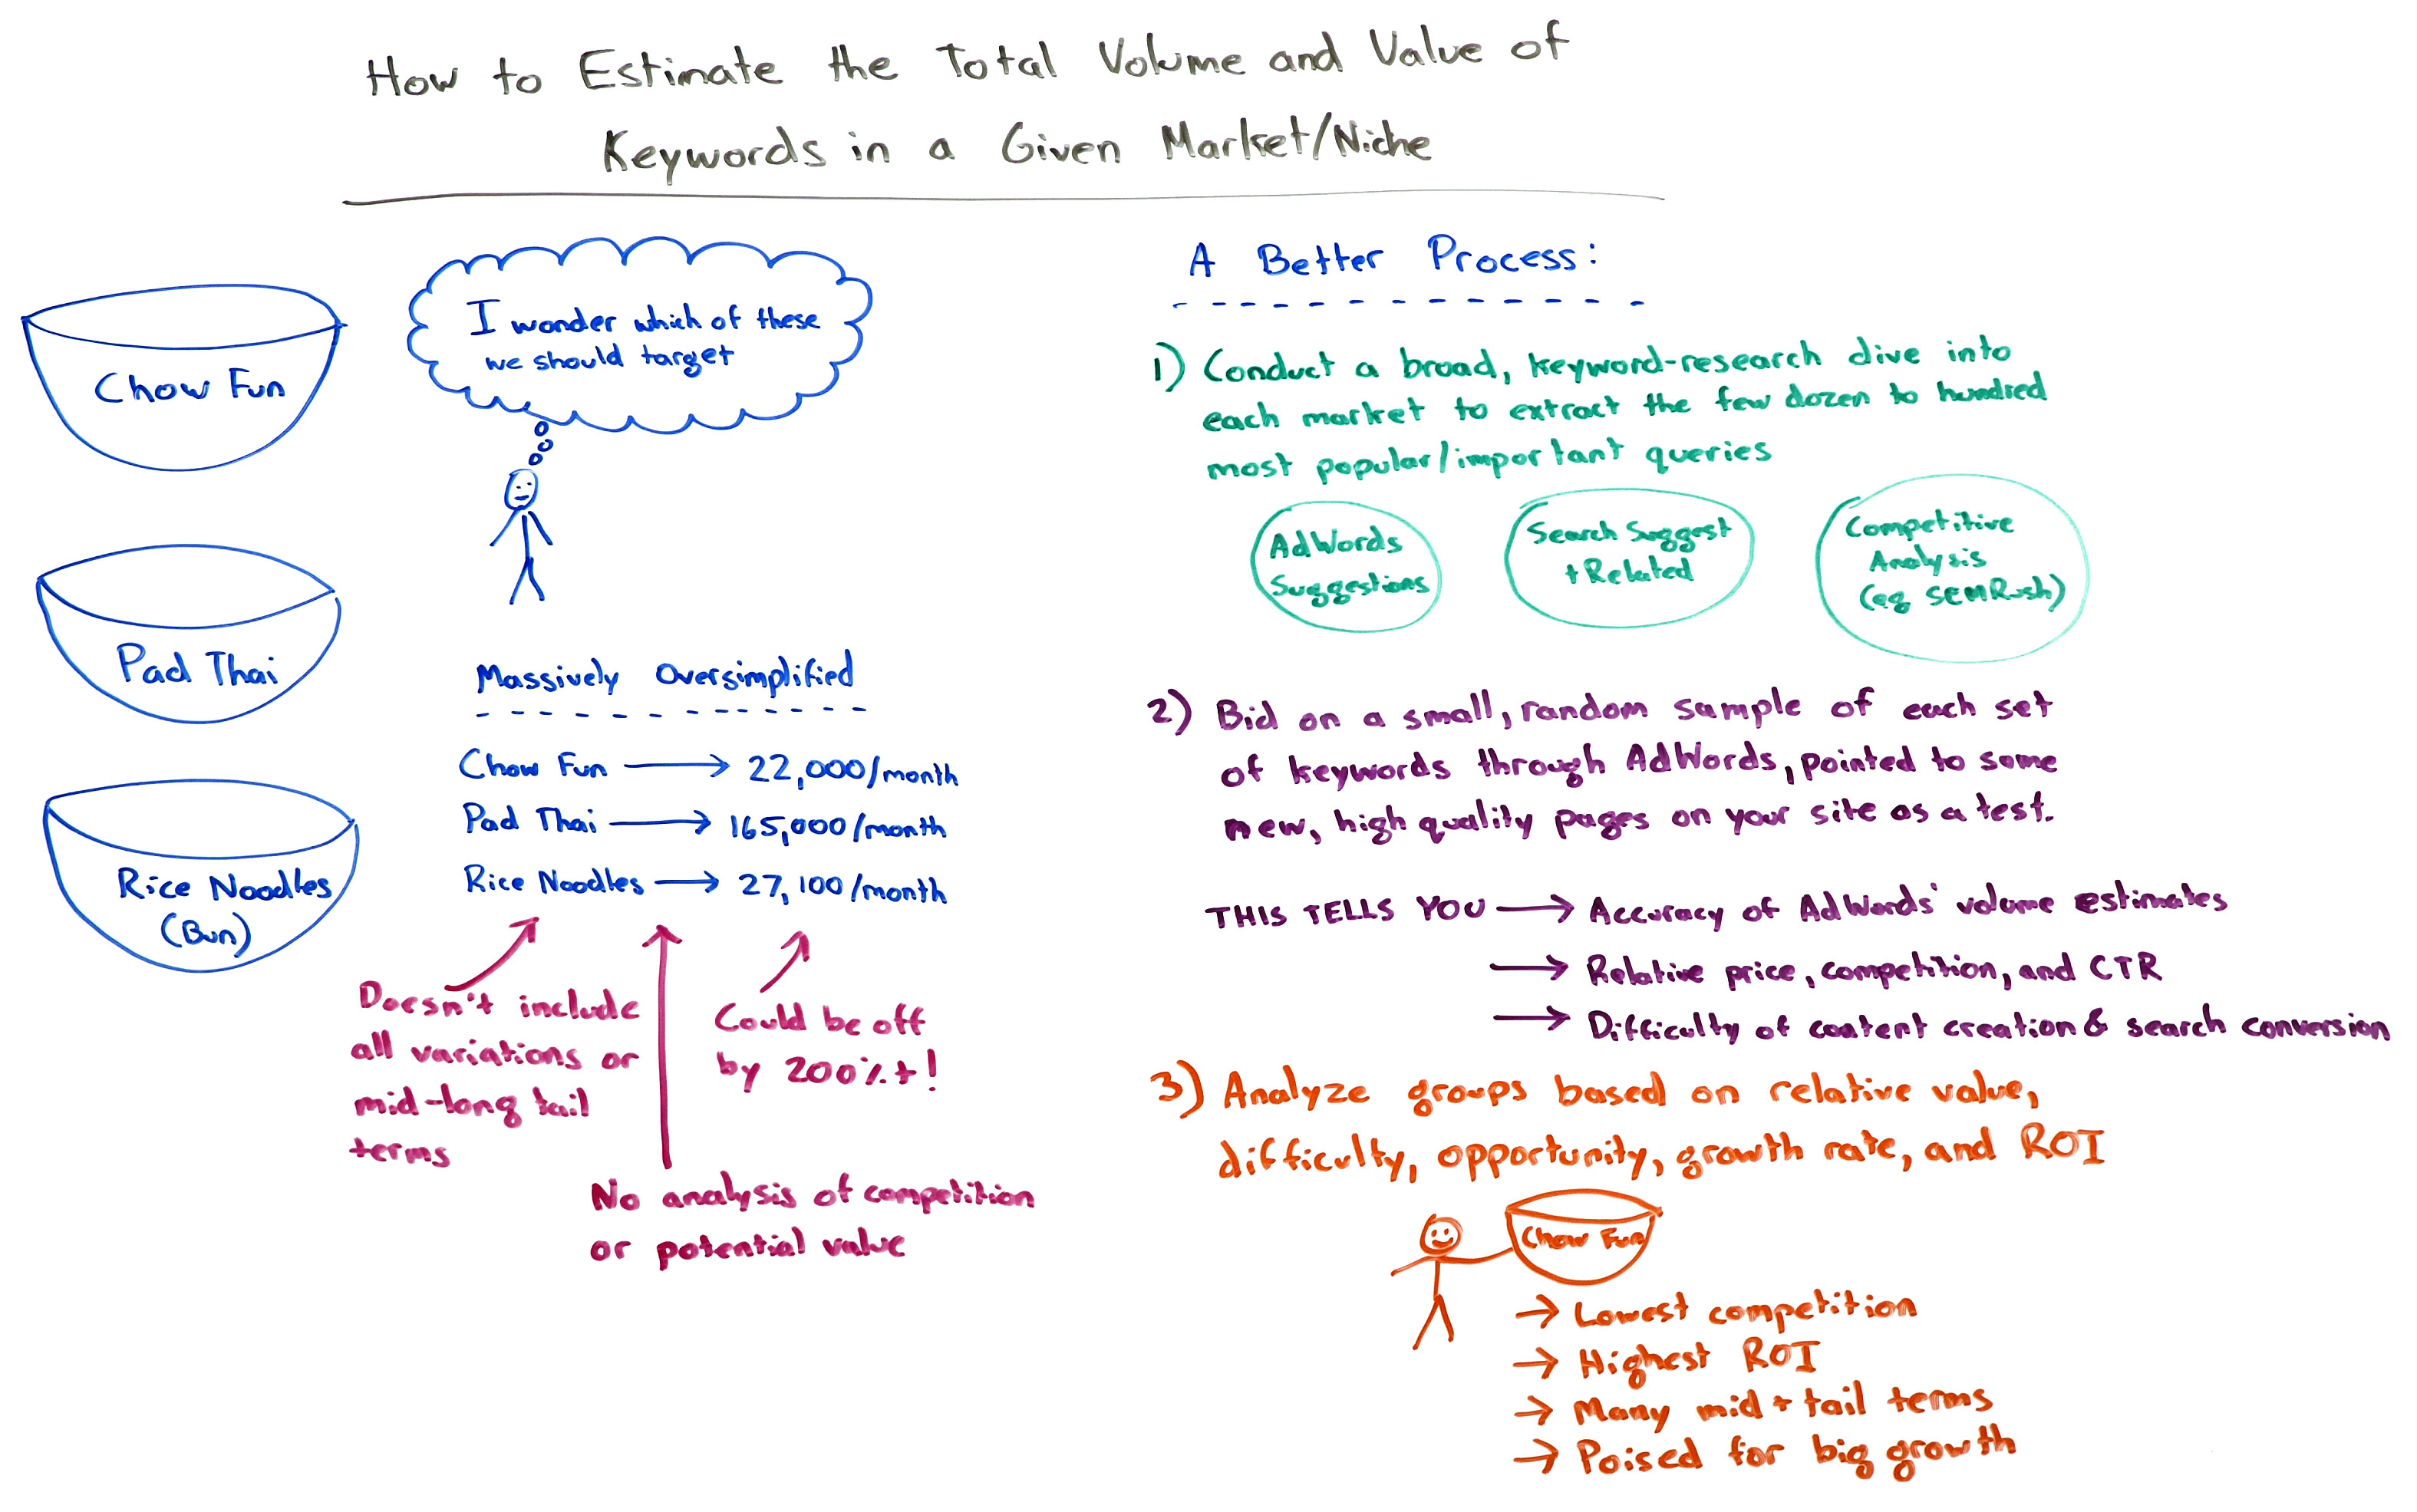 How to Estimate the Total Volume and Value of
Keywords in a Given Market/Niche
Chow Fun
Pad Thai
Rice Noodles
(Bun)
I wonder which of these
we should target
Massively Oversimplified
Chow Fun → 22,000/month
Pad Thai → 165,000/month
Rice Noodles → 27,100/month
Doesn't include
all variations or
mid-long tail
terms
Could be off
by 200%+!
No analysis of competition
or potential value
A Better Process:
1) Conduct a broad, keyword-research dive into
each market to extract the few dozen to hundred
most popular/important queries
AdWords
Suggestions
Search Suggest
+ Related
Competitive
Analysis
(eg SEMRush)
2) Bid on a small, random sample of each set
of keywords through AdWords, pointed to some
new, high quality pages on your site as a test.
THIS TELLS YOU → Accuracy of AdWords' volume estimates
→ Relative price, competition, and CTR
→ Difficulty of content creation & search conversion
3) Analyze groups based on relative value,
difficulty, opportunity, growth rate, and ROI
Chow Fun
→ Lowest competition
→ Highest ROI
→ Many mid + tail terms
→ Poised for big growth